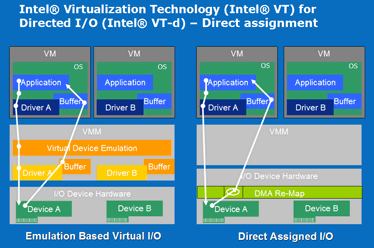 Intel® Virtualization Technology (Intel® VT) for
Directed I/O (Intel® VT-d) – Direct assignment
VM
OS
Application
Buffer
Driver A
VM
OS
Application
Buffer
Driver B
VMM
Virtual Device Emulation
Buffer
Driver A
Buffer
Driver B
I/O Device Hardware
Device A
Device B
Emulation Based Virtual I/O
VM
OS
Application
Buffer
Driver A
VM
OS
Application
Buffer
Driver B
VMM
I/O Device Hardware
DMA Re-Map
Device A
Device B
Direct Assigned I/O